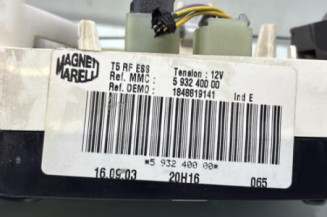 MAGNETI
MARELLI
T5 RF ESS Tension : 12V
Ref. MMC : 5 932 400 00
Ref. DEMO : 1848819141 Ind E
*5 932 400 00*
16.09.03 20H16 065